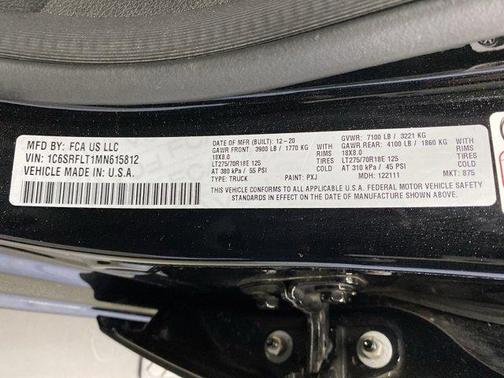 MFD BY: FCA US LLC
VIN: 1C6SRFLT1MN615812
VEHICLE MADE IN: U.S.A.
DATE OF MFR (BUILT): 12-20
GAWR FRONT: 3900 LB / 1770 KG
18X8.0 RIMS
LT275/70R18E 125 TIRES
AT 380 kPa / 55 PSI
TYPE: TRUCK
GVWR: 7100 LB / 3221 KG
GAWR REAR: 4100 LB / 1860 KG WITH
18X8.0 RIMS
LT275/70R18E 125 TIRES
AT 310 kPa / 45 PSI COLD
PAINT: PXJ MDH: 122111 MKT: 875
THIS VEHICLE CONFORMS TO ALL APPLICABLE U.S.A. FEDERAL MOTOR VEHICLE SAFETY
STANDARDS IN EFFECT ON THE DATE OF MANUFACTURE SHOWN ABOVE.